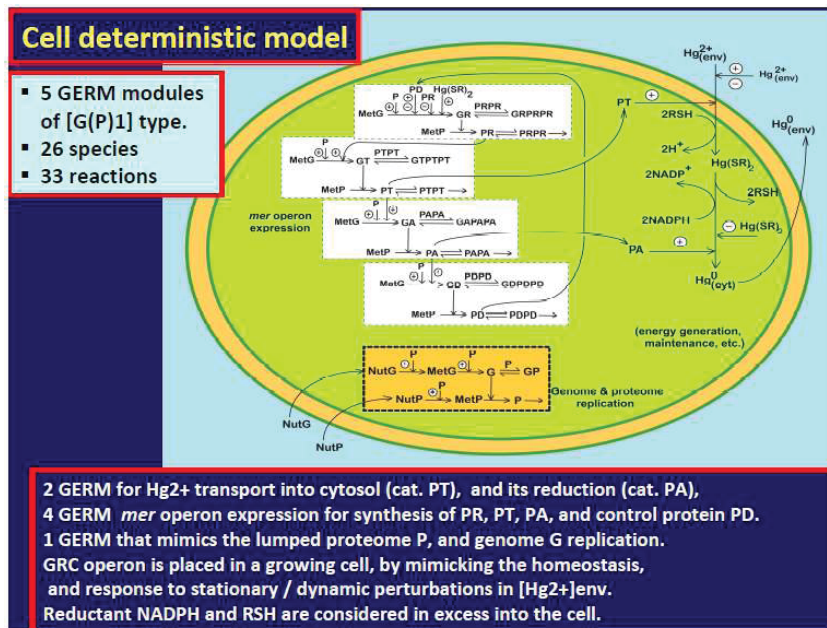 Cell deterministic model
▪ 5 GERM modules
of [G(P)1] type.
▪ 26 species
▪ 33 reactions
PD
P PR Hg(SR)2
⊕ ⊖ ⊖ ⊕ PRPR
MetG GR GRPRPR
MetP PR PRPR
P
⊕ ⊕ PTPT
MetG GT GTPTPT
MetP PT PTPT
P
mer operon
expression
⊕ ⊕ PAPA
MetG GA GAPAPA
MetP PA PAPA
P
⊕ PDPD
MetG GDPDPD
MetP PD PDPD
P P P
NutG MetG G GP
⊕ P
NutP MetP P
Genome & proteome
replication
NutG
NutP
Hg2+(env)
⊕ Hg2+(env)
⊖
PT ⊕
2RSH
2H+
Hg(SR)2
2NADP+
2RSH
2NADPH
⊖ Hg(SR)
PA ⊕
Hg0(cyt)
Hg0(env)
(energy generation,
maintenance, etc.)
2 GERM for Hg2+ transport into cytosol (cat. PT), and its reduction (cat. PA),
4 GERM mer operon expression for synthesis of PR, PT, PA, and control protein PD.
1 GERM that mimics the lumped proteome P, and genome G replication.
GRC operon is placed in a growing cell, by mimicking the homeostasis,
and response to stationary / dynamic perturbations in [Hg2+]env.
Reductant NADPH and RSH are considered in excess into the cell.